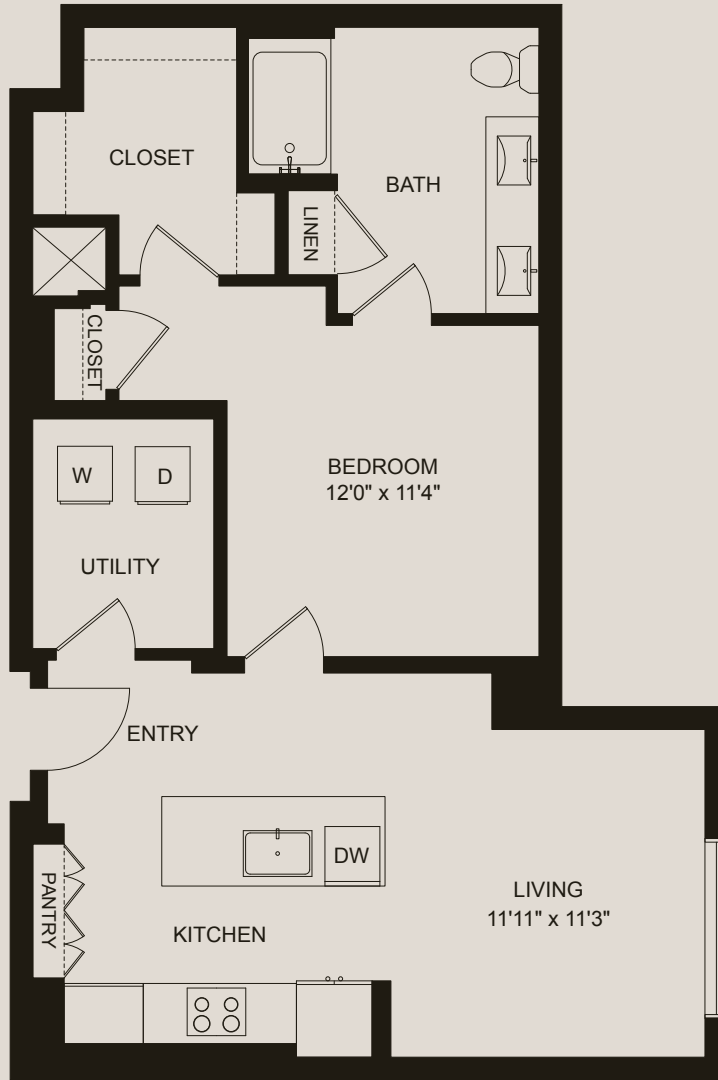 CLOSET
BATH
LINEN
CLOSET
BEDROOM
12'0" x 11'4"
W
D
UTILITY
ENTRY
DW
PANTRY
LIVING
11'11" x 11'3"
KITCHEN